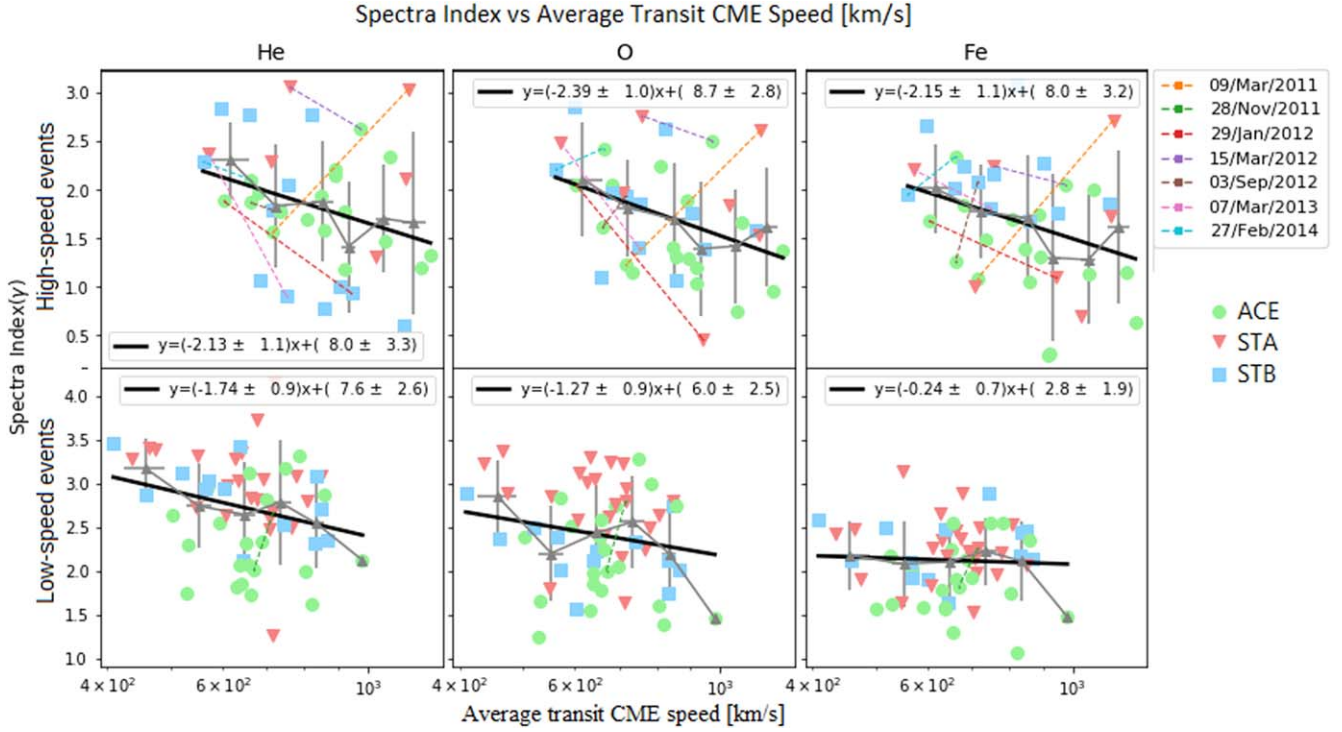 Spectra Index vs Average Transit CME Speed [km/s]
He
O
Fe
Spectra Index(γ)
High-speed events
3.0
2.5
2.0
1.5
1.0
0.5
y=(-2.13 ± 1.1)x+( 8.0 ± 3.3)
y=(-2.39 ± 1.0)x+( 8.7 ± 2.8)
y=(-2.15 ± 1.1)x+( 8.0 ± 3.2)
09/Mar/2011
28/Nov/2011
29/Jan/2012
15/Mar/2012
03/Sep/2012
07/Mar/2013
27/Feb/2014
ACE
STA
STB
Low-speed events
4.0
3.5
3.0
2.5
2.0
1.5
1.0
y=(-1.74 ± 0.9)x+( 7.6 ± 2.6)
y=(-1.27 ± 0.9)x+( 6.0 ± 2.5)
y=(-0.24 ± 0.7)x+( 2.8 ± 1.9)
4 × 10² 6 × 10² 10³ 4 × 10² 6 × 10² 10³ 4 × 10² 6 × 10² 10³
Average transit CME speed [km/s]